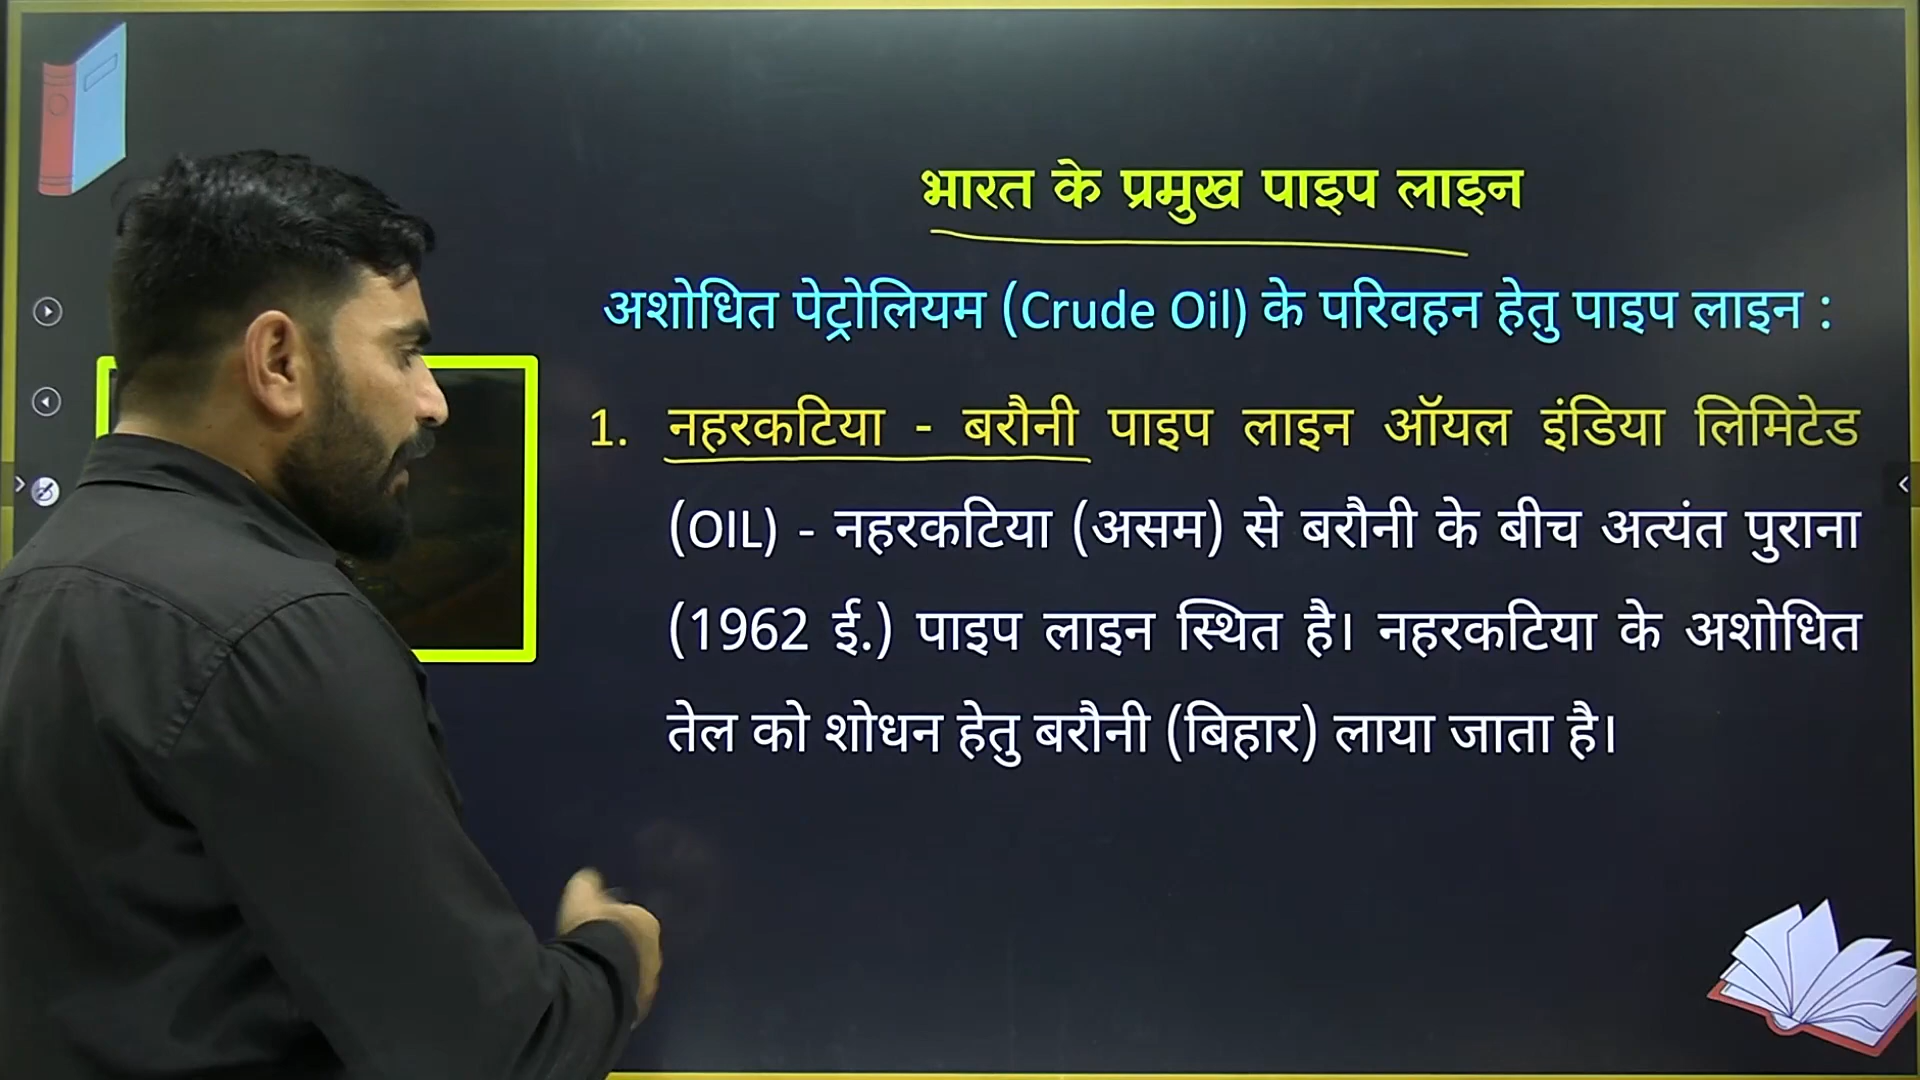 भारत के प्रमुख पाइप लाइन
अशोधित पेट्रोलियम (Crude Oil) के परिवहन हेतु पाइप लाइन :
1. नहरकटिया - बरौनी पाइप लाइन ऑयल इंडिया लिमिटेड
(OIL) - नहरकटिया (असम) से बरौनी के बीच अत्यंत पुराना
(1962 ई.) पाइप लाइन स्थित है। नहरकटिया के अशोधित
तेल को शोधन हेतु बरौनी (बिहार) लाया जाता है।